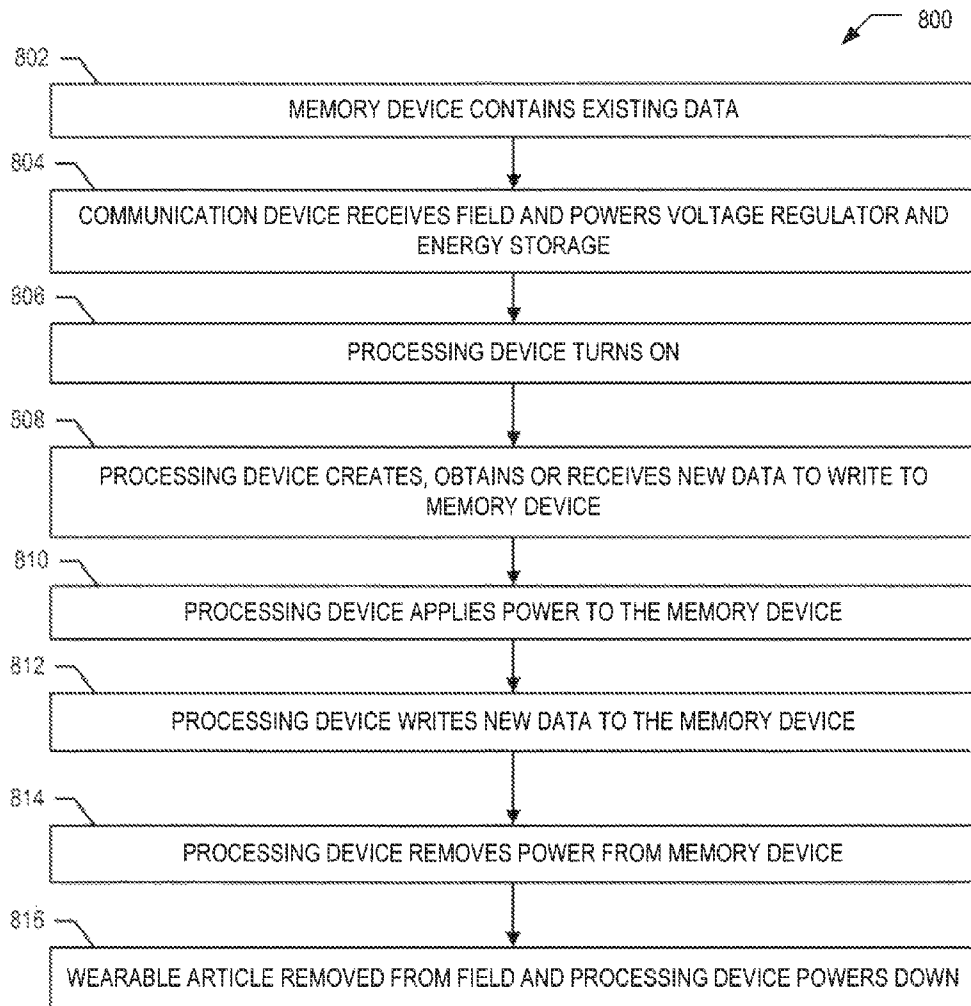 800
802
MEMORY DEVICE CONTAINS EXISTING DATA
804
COMMUNICATION DEVICE RECEIVES FIELD AND POWERS VOLTAGE REGULATOR AND
ENERGY STORAGE
806
PROCESSING DEVICE TURNS ON
808
PROCESSING DEVICE CREATES, OBTAINS OR RECEIVES NEW DATA TO WRITE TO
MEMORY DEVICE
810
PROCESSING DEVICE APPLIES POWER TO THE MEMORY DEVICE
812
PROCESSING DEVICE WRITES NEW DATA TO THE MEMORY DEVICE
814
PROCESSING DEVICE REMOVES POWER FROM MEMORY DEVICE
816
WEARABLE ARTICLE REMOVED FROM FIELD AND PROCESSING DEVICE POWERS DOWN